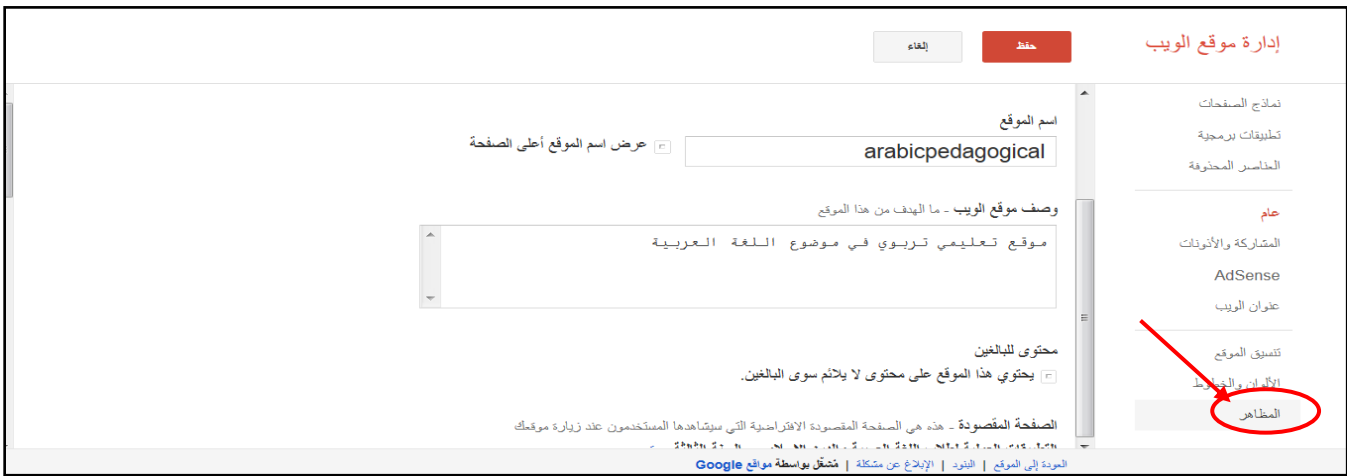 إدارة موقع الويب
حفظ
إلغاء
نماذج الصفحات
تطبيقات برمجية
العناصر المحذوفة
عام
المشاركة والأذونات
AdSense
عنوان الويب
تنسيق الموقع
الألوان والخطوط
المظاهر
اسم الموقع
arabicpedagogical
عرض اسم الموقع أعلى الصفحة
وصف موقع الويب - ما الهدف من هذا الموقع
موقع تعليمي تربوي في موضوع اللغة العربية
محتوى للبالغين
يحتوي هذا الموقع على محتوى لا يلائم سوى البالغين.
الصفحة المقصودة - هذه هي الصفحة المقصودة الافتراضية التي سيشاهدها المستخدمون عند زيارة موقعك
العودة إلى الموقع | البنود | الإبلاغ عن مشكلة | مُشغّل بواسطة مواقع Google